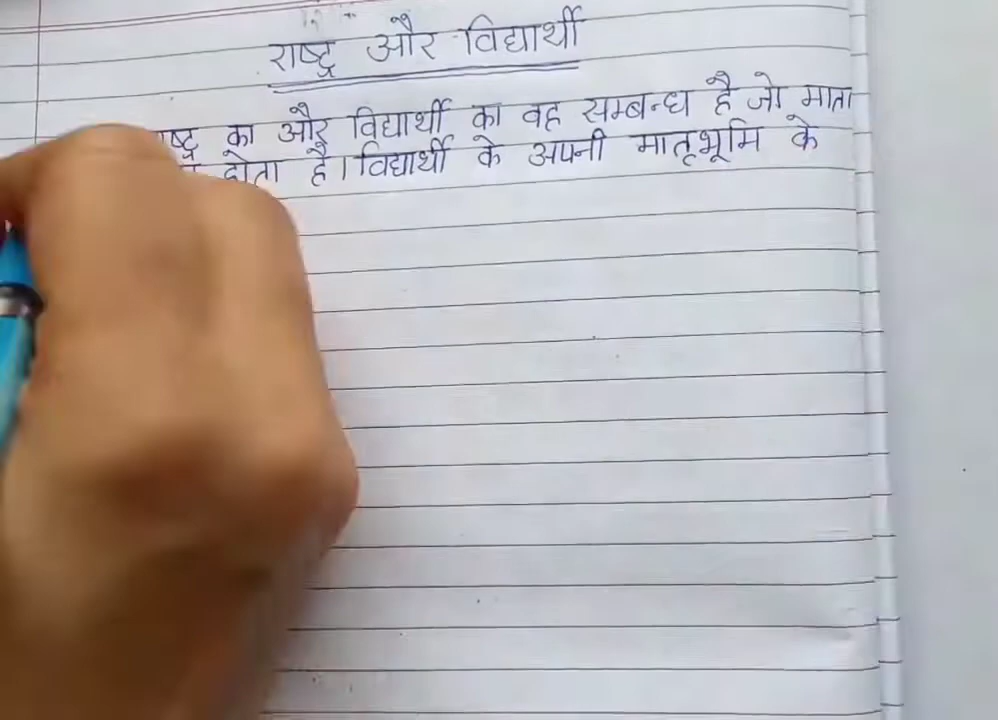 राष्ट्र और विद्यार्थी
का और विद्यार्थी का वह सम्बन्ध है जो माता
होता है। विद्यार्थी के अपनी मातृभूमि के